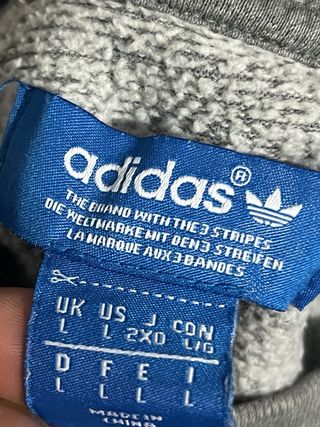 adidas®
THE BRAND WITH THE 3 STRIPES
DIE WELTMARKE MIT DEN 3 STREIFEN
LA MARQUE AUX 3 BANDES
UK US J CON
L L 2XO L/G
D F E I
L L L L
MADE IN
CHINA